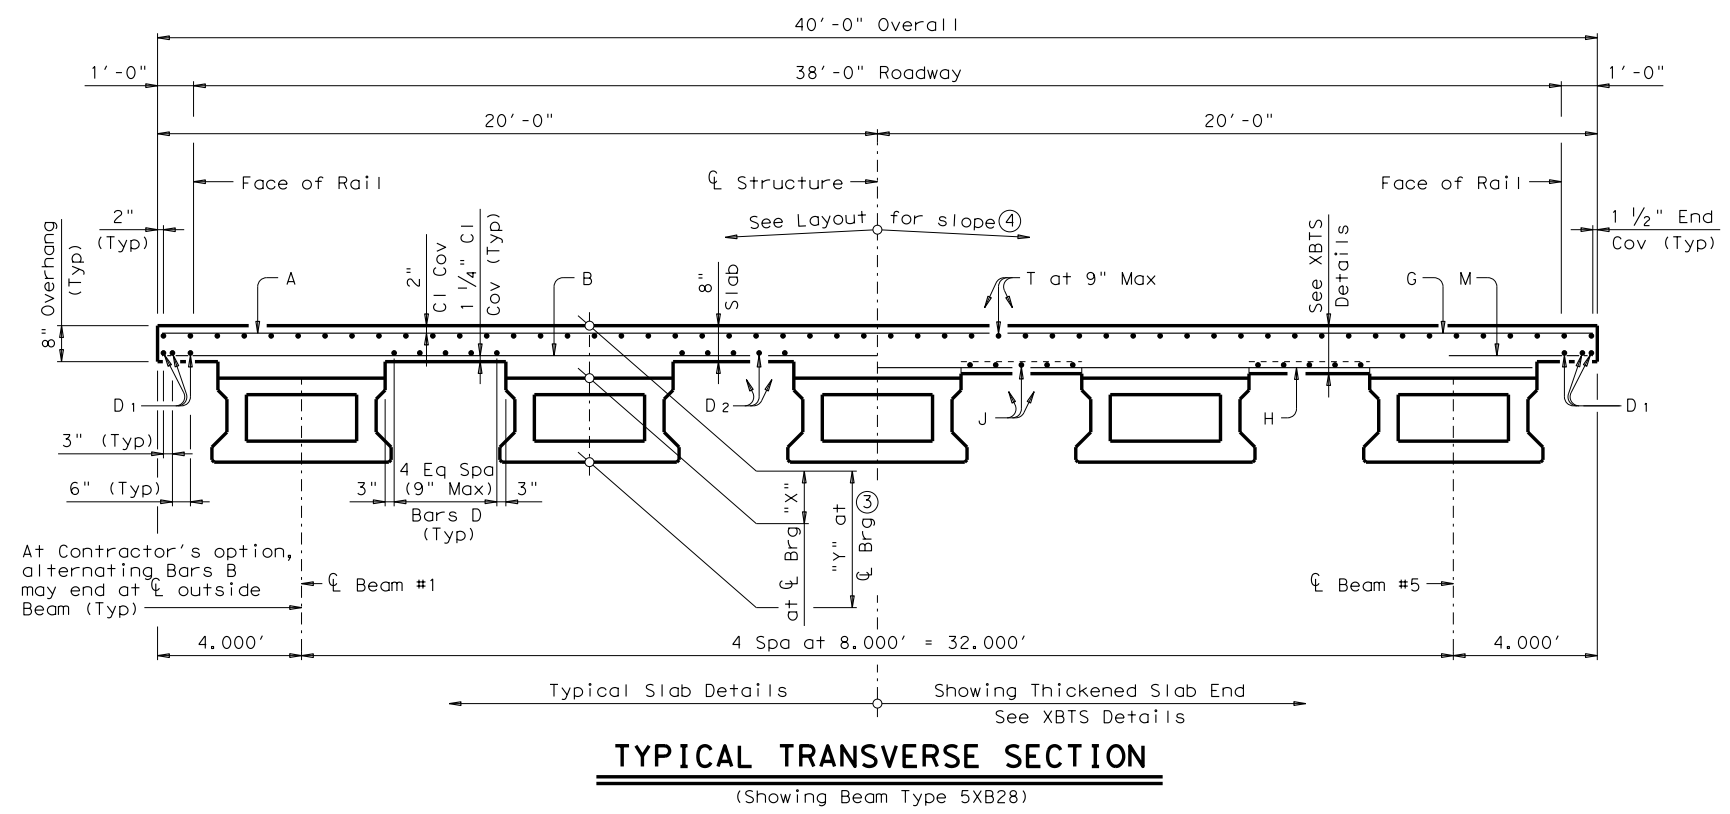 40'-0" Overall
1'-0"
38'-0" Roadway
1'-0"
20'-0"
20'-0"
Face of Rail
℄ Structure
Face of Rail
See Layout for slope④
2"
(Typ)
1 1/2" End
Cov (Typ)
8" Overhang
(Typ)
A
2"
Cl Cov
1 1/4" Cl
Cov (Typ)
B
8"
Slab
T at 9" Max
See XBTS
Details
G
M
D1
D2
J
H
D1
3" (Typ)
6" (Typ)
3"
4 Eq Spa
(9" Max)
3"
Bars D
(Typ)
"X"
at ℄ Brg
"Y" at
℄ Brg③
At Contractor's option,
alternating Bars B
may end at ℄ outside
Beam (Typ)
℄ Beam #1
℄ Beam #5
4.000'
4 Spa at 8.000' = 32.000'
4.000'
Typical Slab Details
Showing Thickened Slab End
See XBTS Details
TYPICAL TRANSVERSE SECTION
(Showing Beam Type 5XB28)